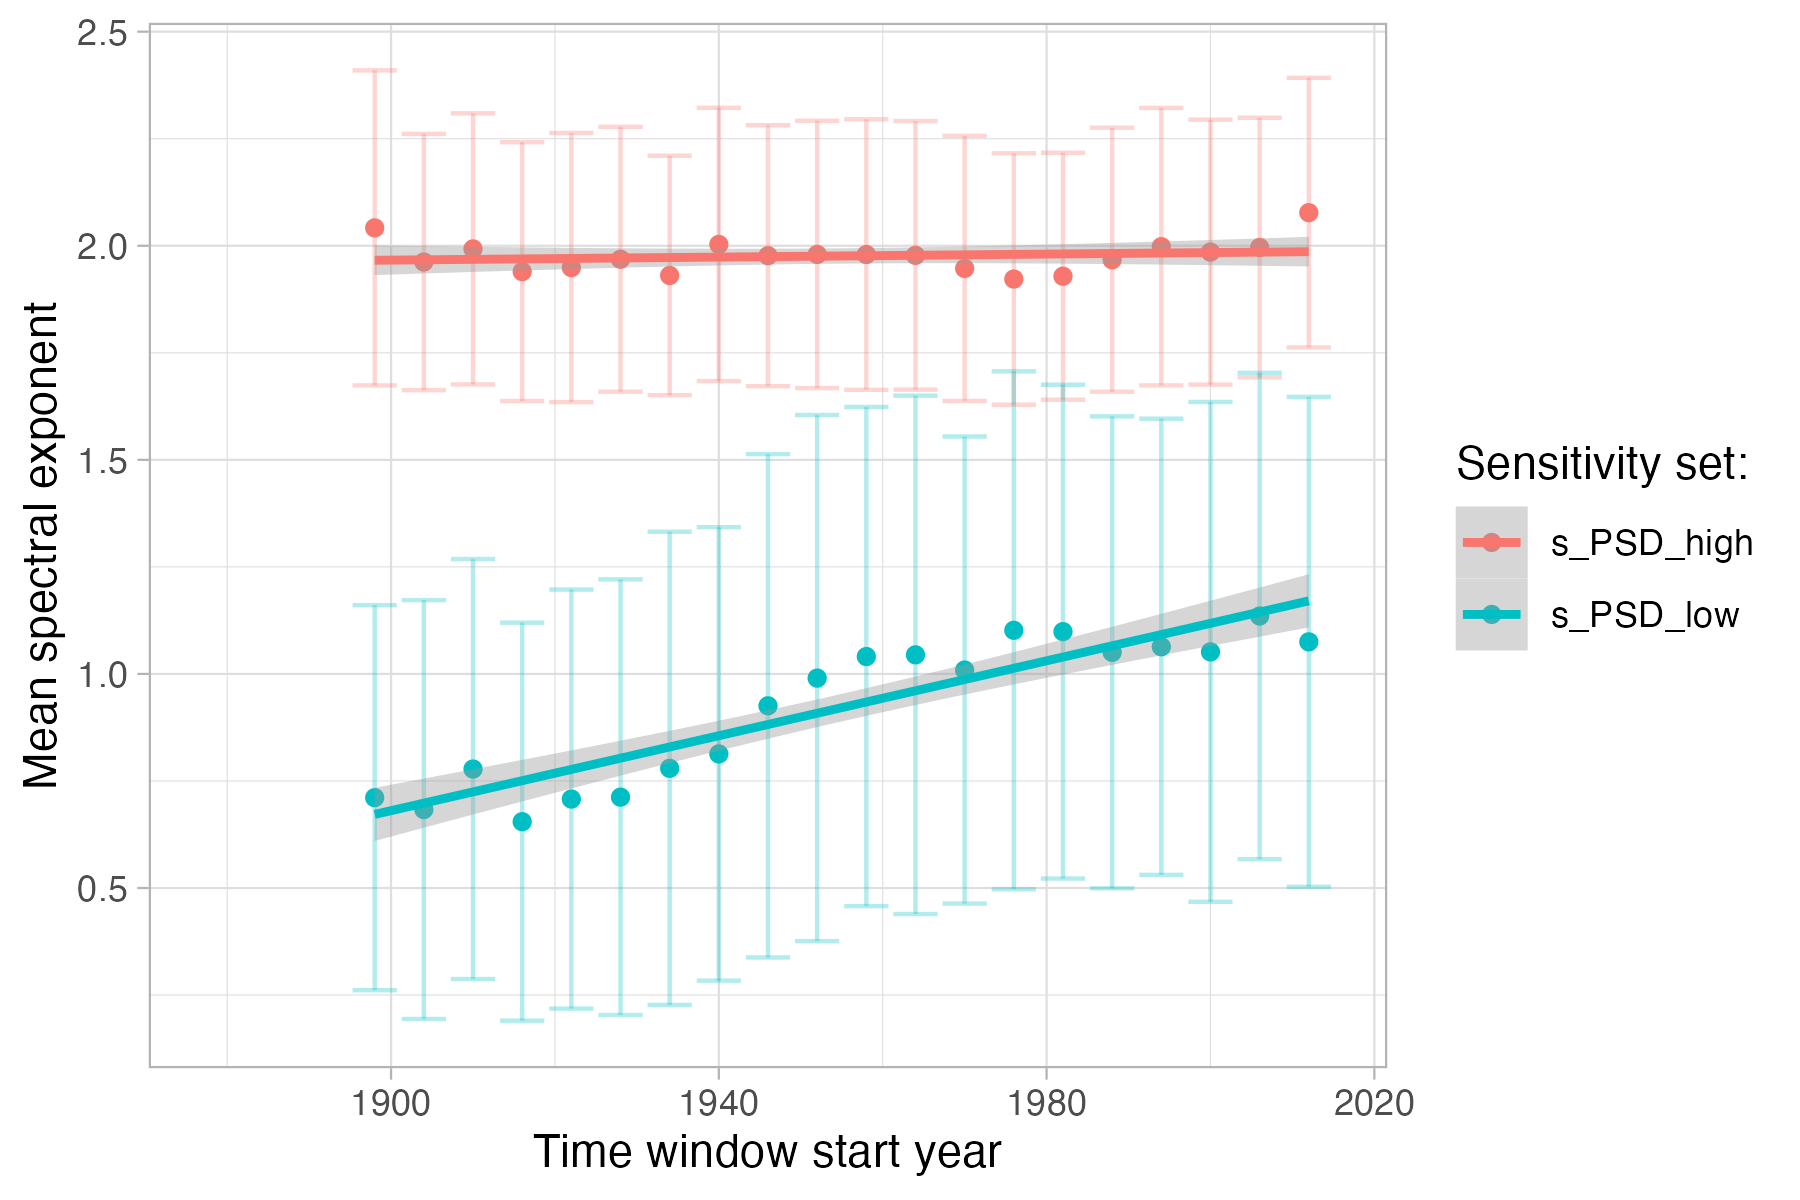 2.5
2.0
1.5
1.0
0.5
Mean spectral exponent
1900
1940
1980
2020
Time window start year
Sensitivity set:
s_PSD_high
s_PSD_low